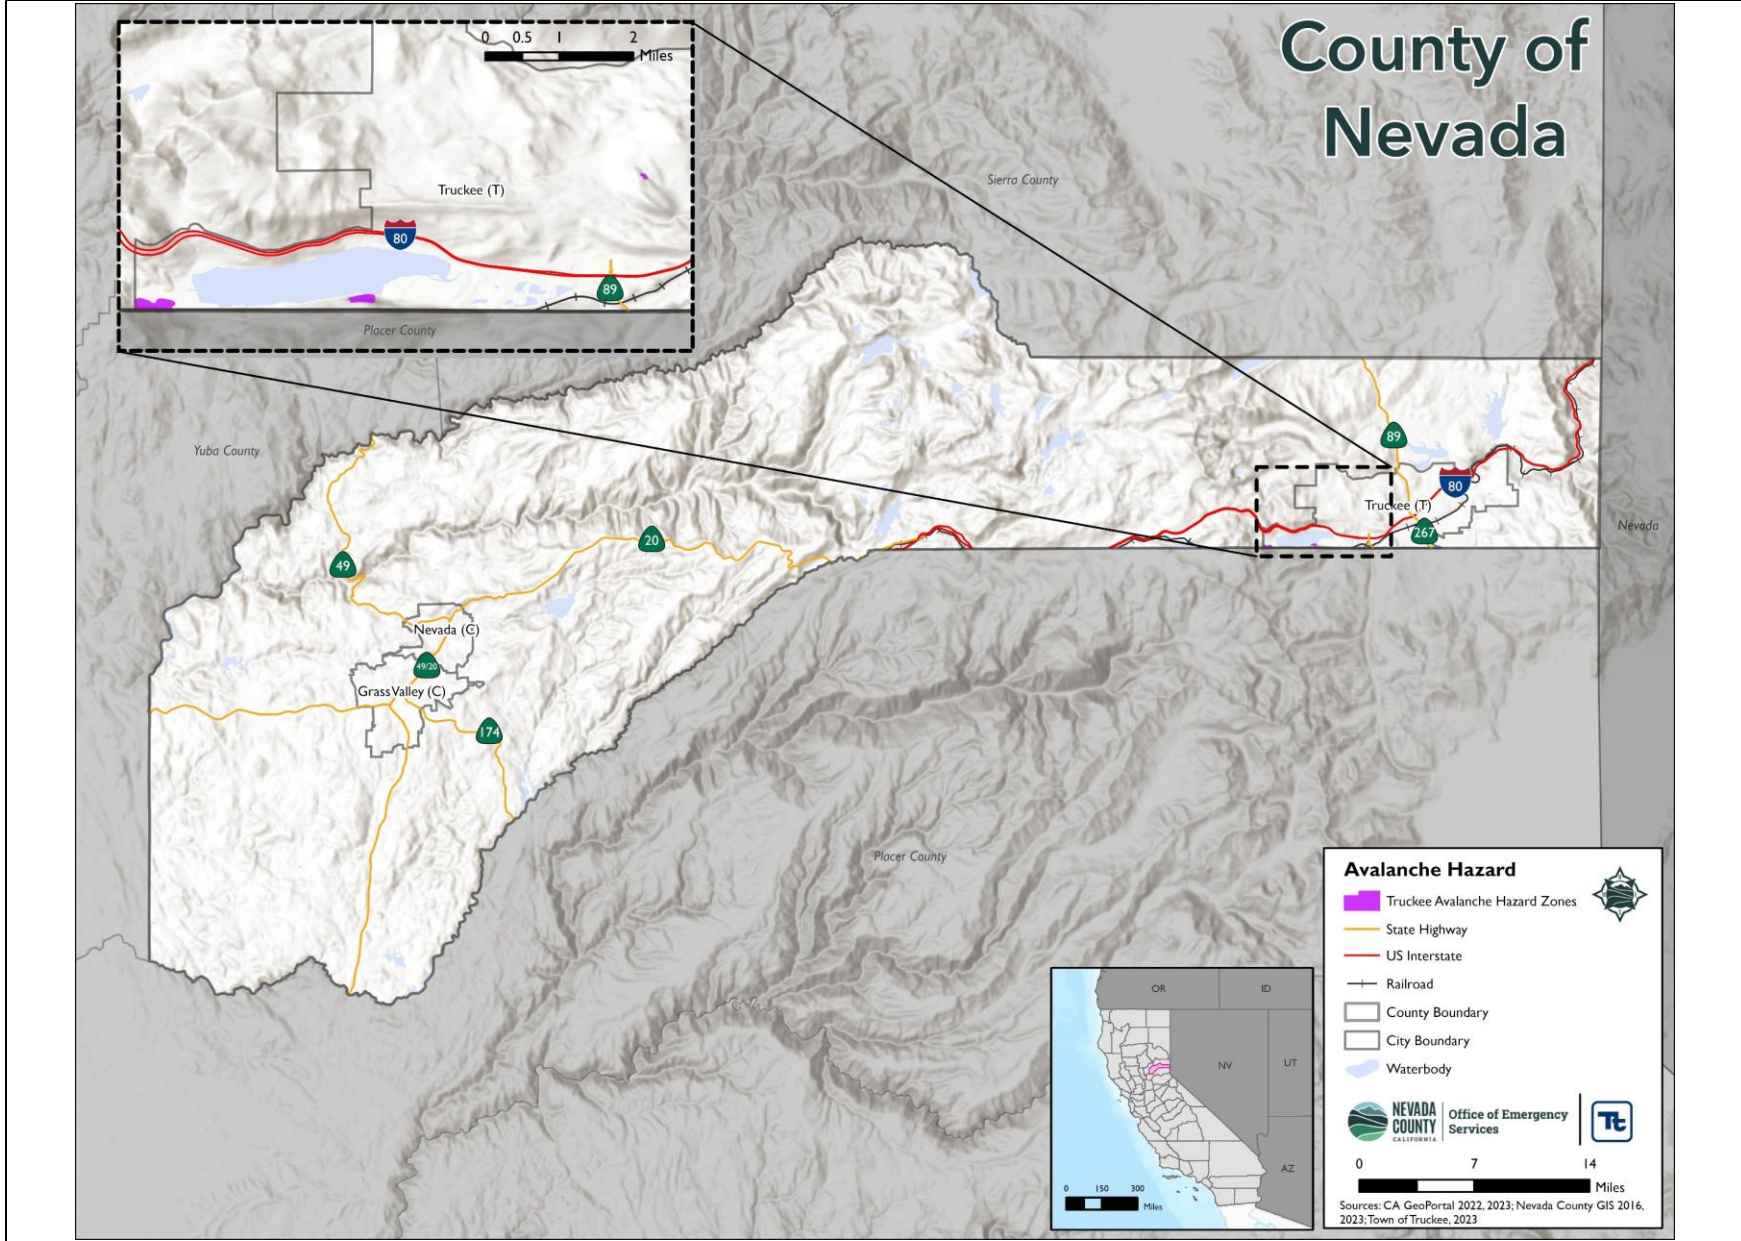 County of
Nevada
0 0.5 1 2
Miles
Truckee (T)
80
89
Placer County
Sierra County
Yuba County
89
80
Truckee (T)
267
Nevada
20
49
Nevada (C)
49/20
Grass Valley (C)
174
Placer County
Avalanche Hazard
Truckee Avalanche Hazard Zones
State Highway
US Interstate
Railroad
County Boundary
City Boundary
Waterbody
NEVADA
COUNTY
CALIFORNIA
Office of Emergency
Services
Tt
0 7 14
Miles
Sources: CA GeoPortal 2022, 2023; Nevada County GIS 2016,
2023; Town of Truckee, 2023
OR ID
NV UT
AZ
0 150 300
Miles